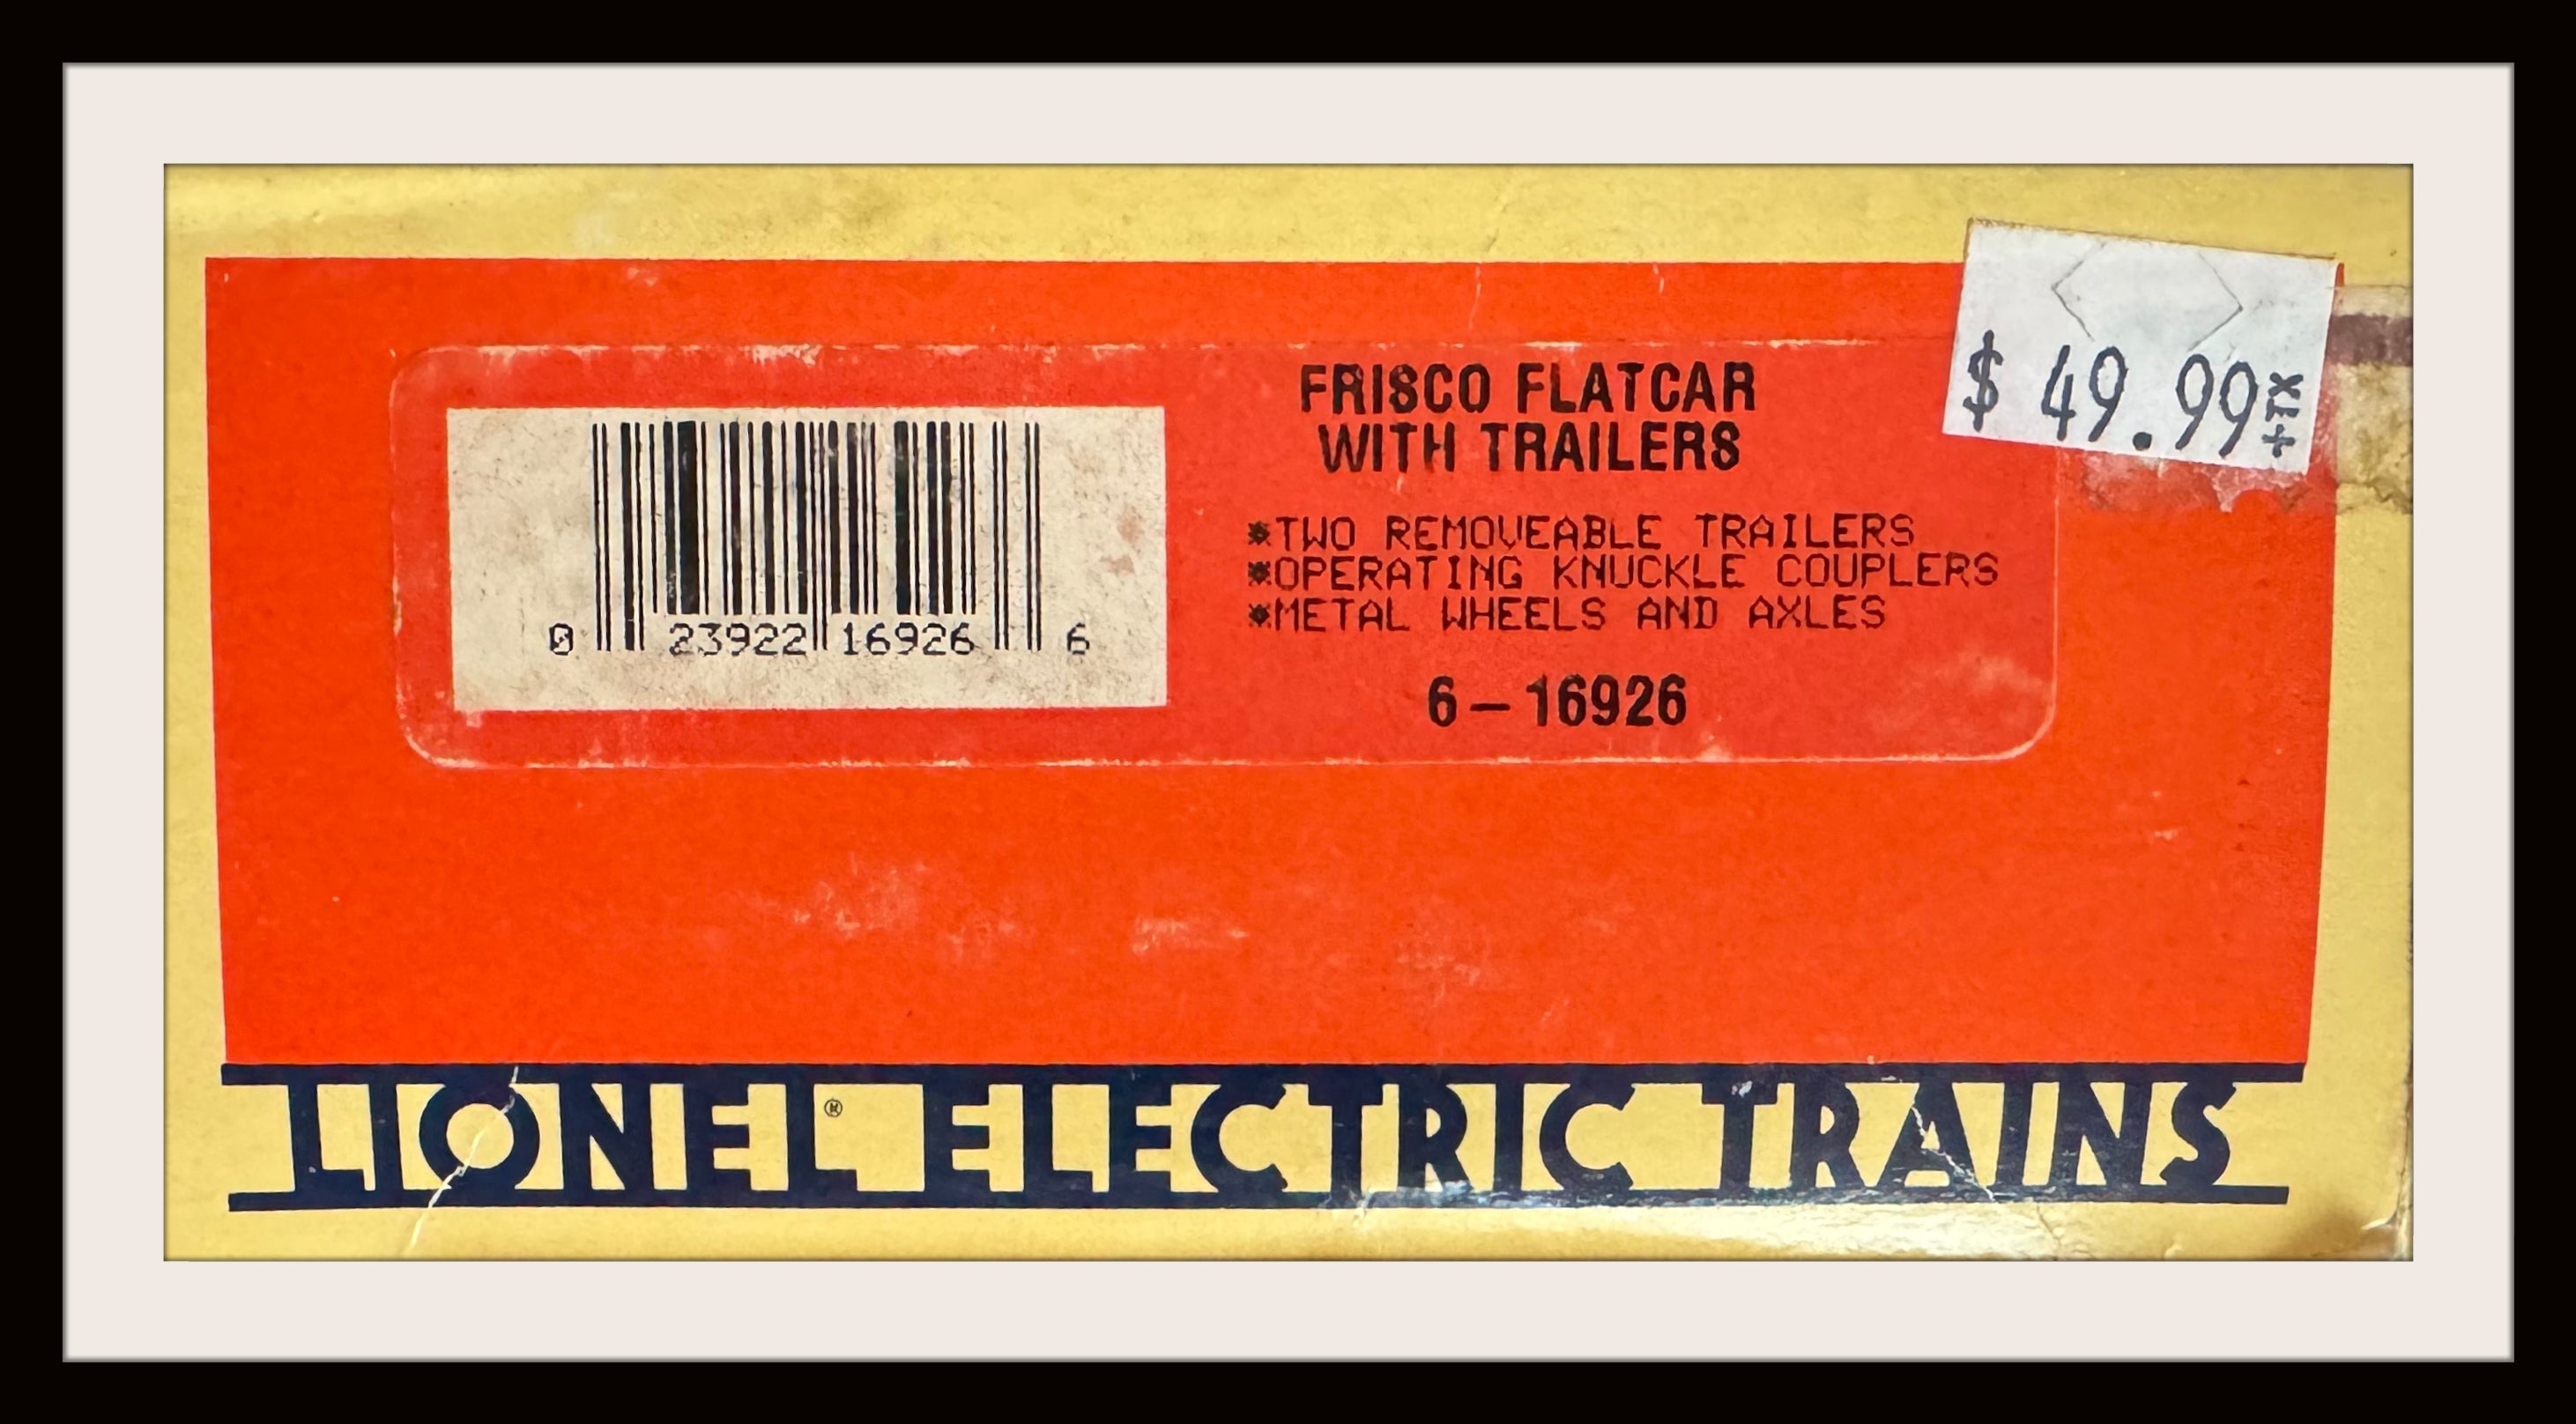 $ 49.99 +TX
FRISCO FLATCAR
WITH TRAILERS
*TWO REMOVEABLE TRAILERS
*OPERATING KNUCKLE COUPLERS
*METAL WHEELS AND AXLES
6-16926
0 23922 16926 6
LIONEL® ELECTRIC TRAINS